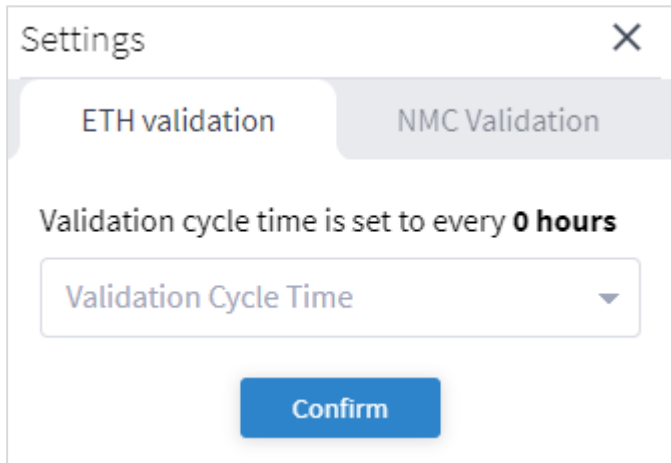 Settings
ETH validation NMC Validation
Validation cycle time is set to every 0 hours
Validation Cycle Time
Confirm